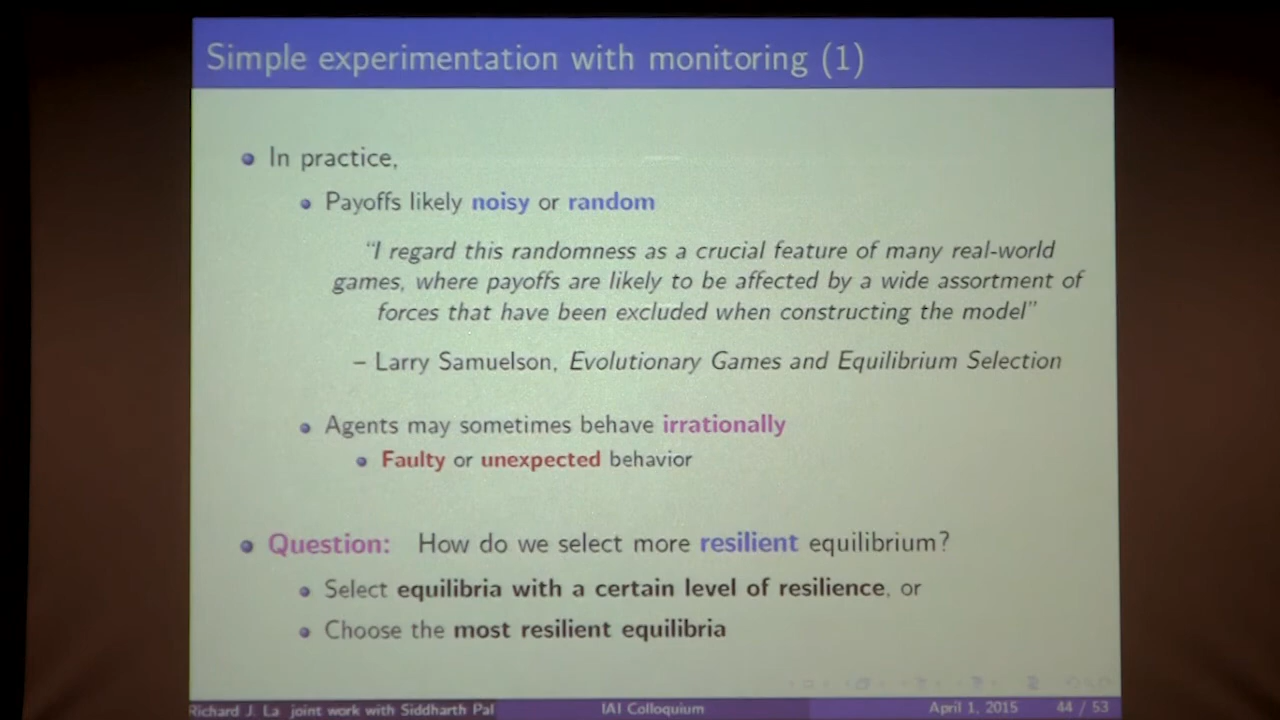 Simple experimentation with monitoring (1)
In practice,
Payoffs likely noisy or random
“I regard this randomness as a crucial feature of many real-world
games, where payoffs are likely to be affected by a wide assortment of
forces that have been excluded when constructing the model”
– Larry Samuelson, Evolutionary Games and Equilibrium Selection
Agents may sometimes behave irrationally
Faulty or unexpected behavior
Question: How do we select more resilient equilibrium?
Select equilibria with a certain level of resilience, or
Choose the most resilient equilibria
Richard J. La joint work with Siddharth Pal IAI Colloquium April 1, 2015 44 / 53